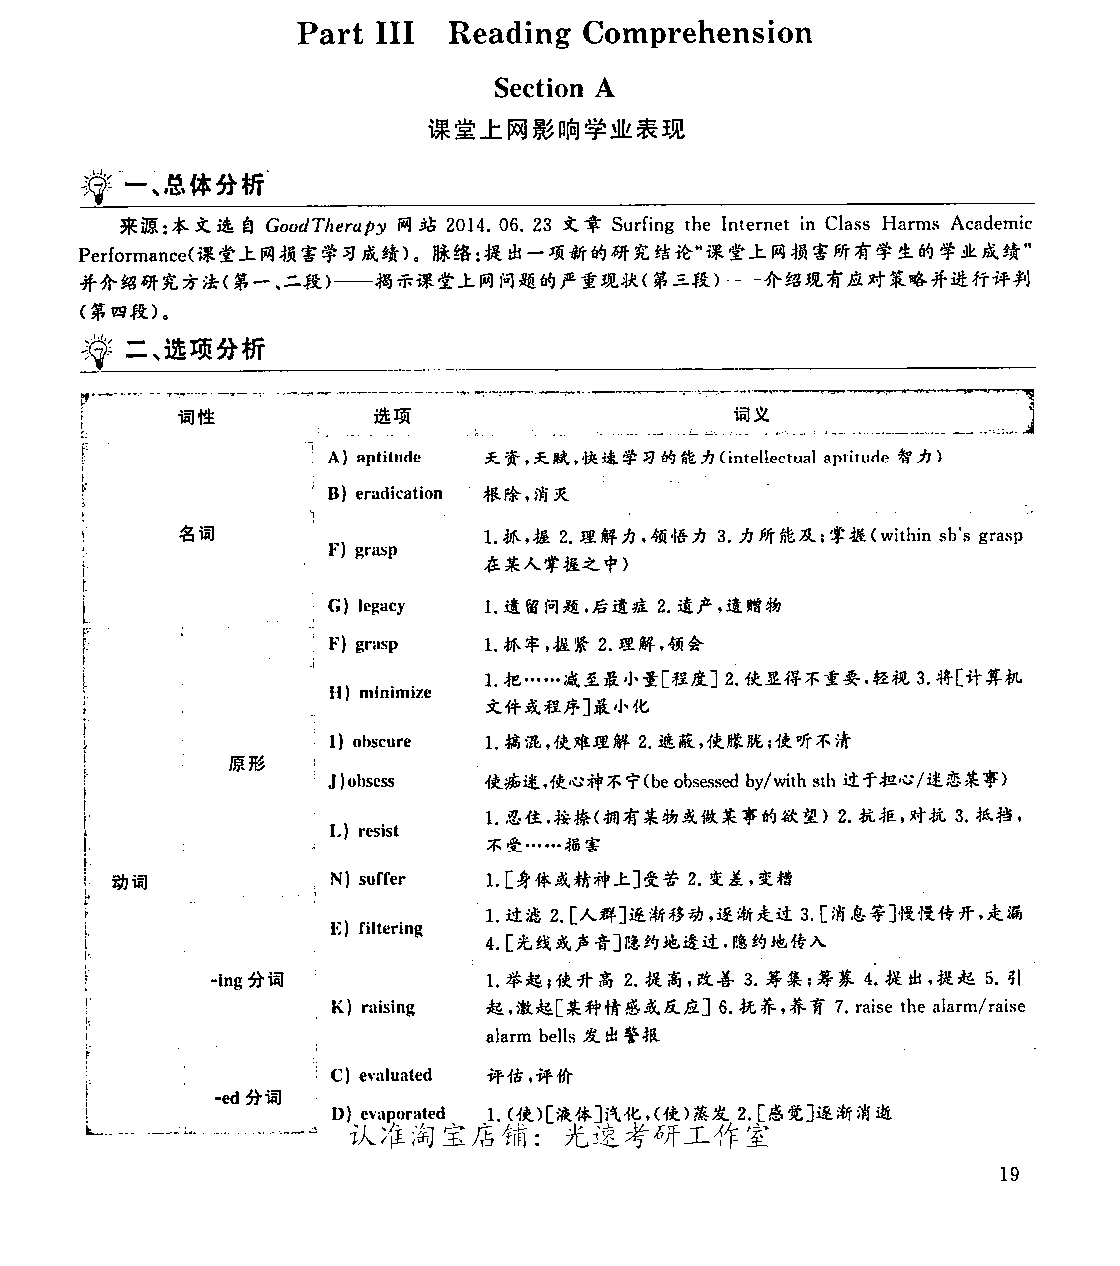 Part III Reading Comprehension
Section A
课堂上网影响学业表现
一、总体分析
来源:本文选自 GoodTherapy 网站 2014. 06. 23 文章 Surfing the Internet in Class Harms Academic
Performance(课堂上网损害学习成绩)。脉络:提出一项新的研究结论“课堂上网损害所有学生的学业成绩”
并介绍研究方法(第一、二段)——揭示课堂上网问题的严重现状(第三段)-- -介绍现有应对策略并进行评判
(第四段)。
二、选项分析
词性 选项 词义
A) aptitude 天资,天赋,快速学习的能力(intellectual aptitude 智力)
B) eradication 根除,消灭
名词
F) grasp 1. 抓,握 2. 理解力,领悟力 3. 力所能及;掌握(within sb's grasp
在某人掌握之中)
G) legacy 1. 遗留问题,后遗症 2. 遗产,遗赠物
F) grasp 1. 抓牢,握紧 2. 理解,领会
H) minimize 1. 把……减至最小量[程度] 2. 使显得不重要,轻视 3. 将[计算机
文件或程序]最小化
I) obscure 1. 搞混,使难理解 2. 遮蔽,使朦胧;使听不清
原形
J)obsess 使痴迷,使心神不宁(be obsessed by/with sth 过于担心/迷恋某事)
L) resist 1. 忍住,按捺(拥有某物或做某事的欲望) 2. 抗拒,对抗 3. 抵挡,
不受……损害
动词
N) suffer 1. [身体或精神上]受苦 2. 变差,变糟
E) filtering 1. 过滤 2. [人群]逐渐移动,逐渐走过 3. [消息等]慢慢传开,走漏
4. [光线或声音]隐约地透过,隐约地传入
-ing 分词
K) raising 1. 举起;使升高 2. 提高,改善 3. 筹集;筹募 4. 提出,提起 5. 引
起,激起[某种情感或反应] 6. 抚养,养育 7. raise the alarm/raise
alarm bells 发出警报
C) evaluated 评估,评价
-ed 分词
D) evaporated 1. (使)[液体]汽化,(使)蒸发 2. [感觉]逐渐消逝
认准淘宝店铺：光速考研工作室
19